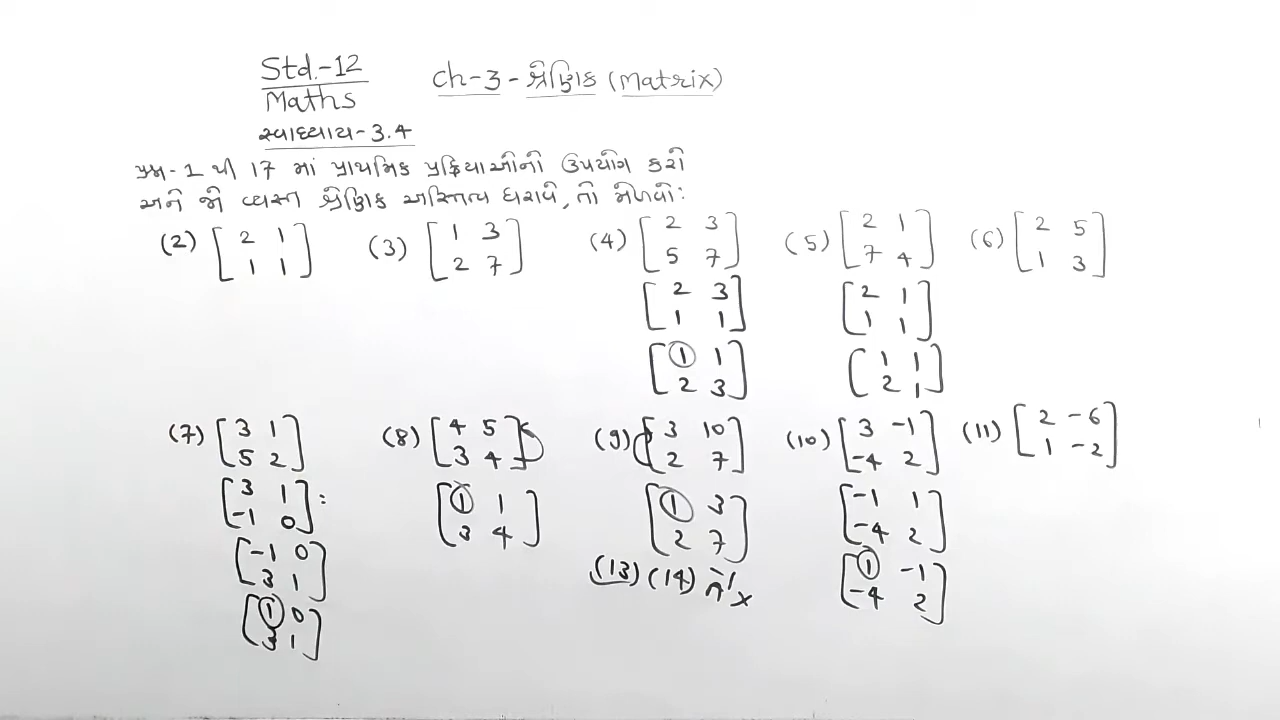 Std.-12 Ch-3 - શ્રેણિક (Matrix)
Maths
સ્વાધ્યાય - 3.4
પ્રશ્ન - 1 થી 17 માં પ્રાથમિક પ્રક્રિયાઓનો ઉપયોગ કરો
અને જો વ્યસ્ત શ્રેણિક અસ્તિત્વ ધરાવે, તો મેળવો:
(2) [2 1 (3) [1 3 (4) [2 3 (5) [2 1 (6) [2 5
1 1] 2 7] 5 7] 7 4] 1 3]
[2 3 [2 1
1 1] 1 1]
[1 1 [1 1
2 3] 2 1]
(7) [3 1 (8) [4 5 (9) [3 10 (10) [3 -1 (11) [2 -6
5 2] 3 4] 2 7] -4 2] 1 -2]
[3 1 [1 1 [1 3 [-1 1
-1 0] 3 4] 2 7] -4 2]
[-1 0 (13) (14) [1 -1
3 1] -4 2]
[1 0
3 1]